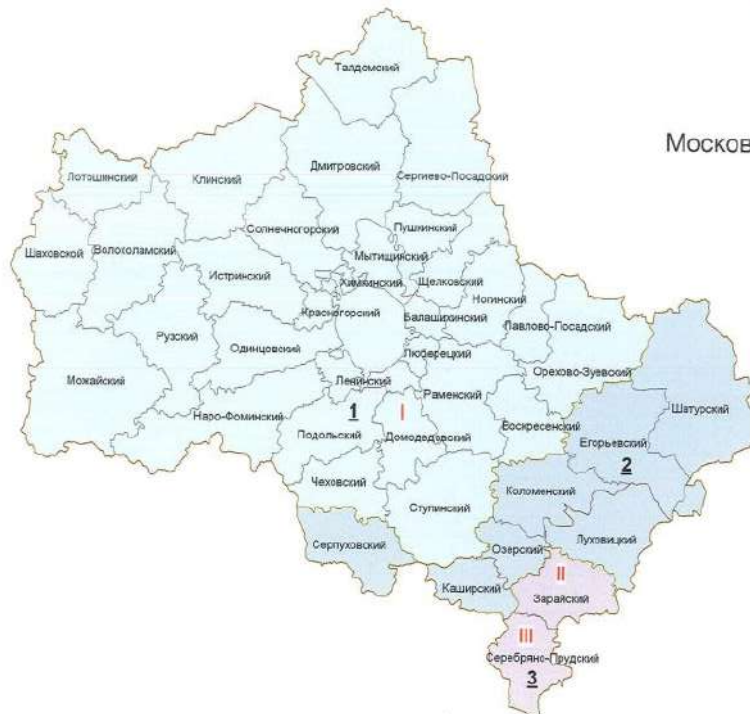 Талдомский
Москов
Лотошинский
Клинский
Дмитровский
Сергиево-Посадский
Шаховской
Волоколамский
Солнечногорский
Пушкинский
Мытищинский
Истринский
Химкинский
Щелковский
Ногинский
Красногорский
Балашихинский
Павлово-Посадский
Рузский
Одинцовский
Люберецкий
Можайский
Ленинский
Орехово-Зуевский
Раменский
Шатурский
Наро-Фоминский
1
I
Воскресенский
Подольский
Домодедовский
Егорьевский
2
Чеховский
Коломенский
Ступинский
Серпуховский
Луховицкий
Озерский
II
Каширский
Зарайский
III
Серебряно-Прудский
3